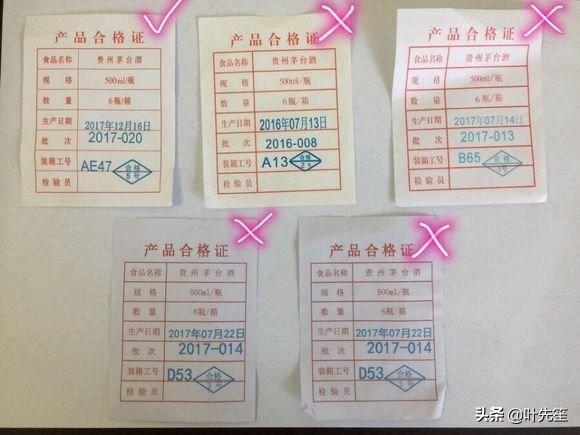 产品合格证
食品名称 贵州茅台酒
规格 500ml/瓶
数量 6瓶/箱
生产日期 2017年12月16日
批次 2017-020
装箱工号 AE47 合格 5号
检验员
产品合格证
食品名称 贵州茅台酒
规格 500ml/瓶
数量 6瓶/箱
生产日期 2016年07月13日
批次 2016-008
装箱工号 A13 合格
检验员
产品合格证
食品名称 贵州茅台酒
规格 500ml/瓶
数量 6瓶/箱
生产日期 2017年07月14日
批次 2017-013
装箱工号 B65 合格
检验员
产品合格证
食品名称 贵州茅台酒
规格 500ml/瓶
数量 6瓶/箱
生产日期 2017年07月22日
批次 2017-014
装箱工号 D53 合格
检验员
产品合格证
食品名称 贵州茅台酒
规格 500ml/瓶
数量 6瓶/箱
生产日期 2017年07月22日
批次 2017-014
装箱工号 D53 合格
检验员
头条 @叶先笙